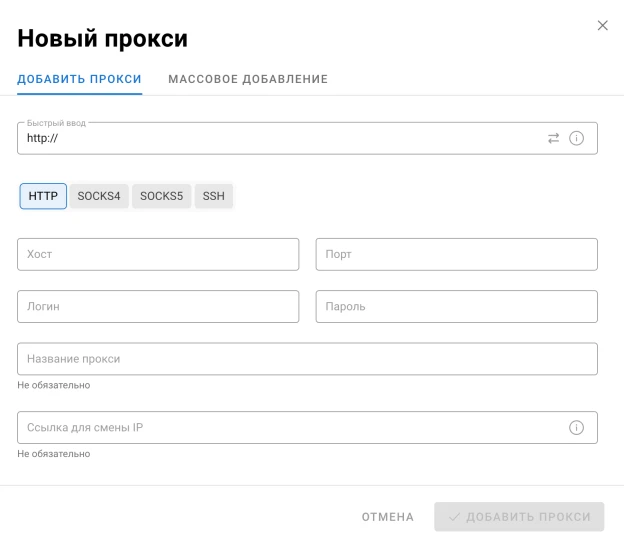 Новый прокси
ДОБАВИТЬ ПРОКСИ МАССОВОЕ ДОБАВЛЕНИЕ
Быстрый ввод
http://
HTTP SOCKS4 SOCKS5 SSH
Хост Порт
Логин Пароль
Название прокси
Не обязательно
Ссылка для смены IP
Не обязательно
ОТМЕНА ДОБАВИТЬ ПРОКСИ